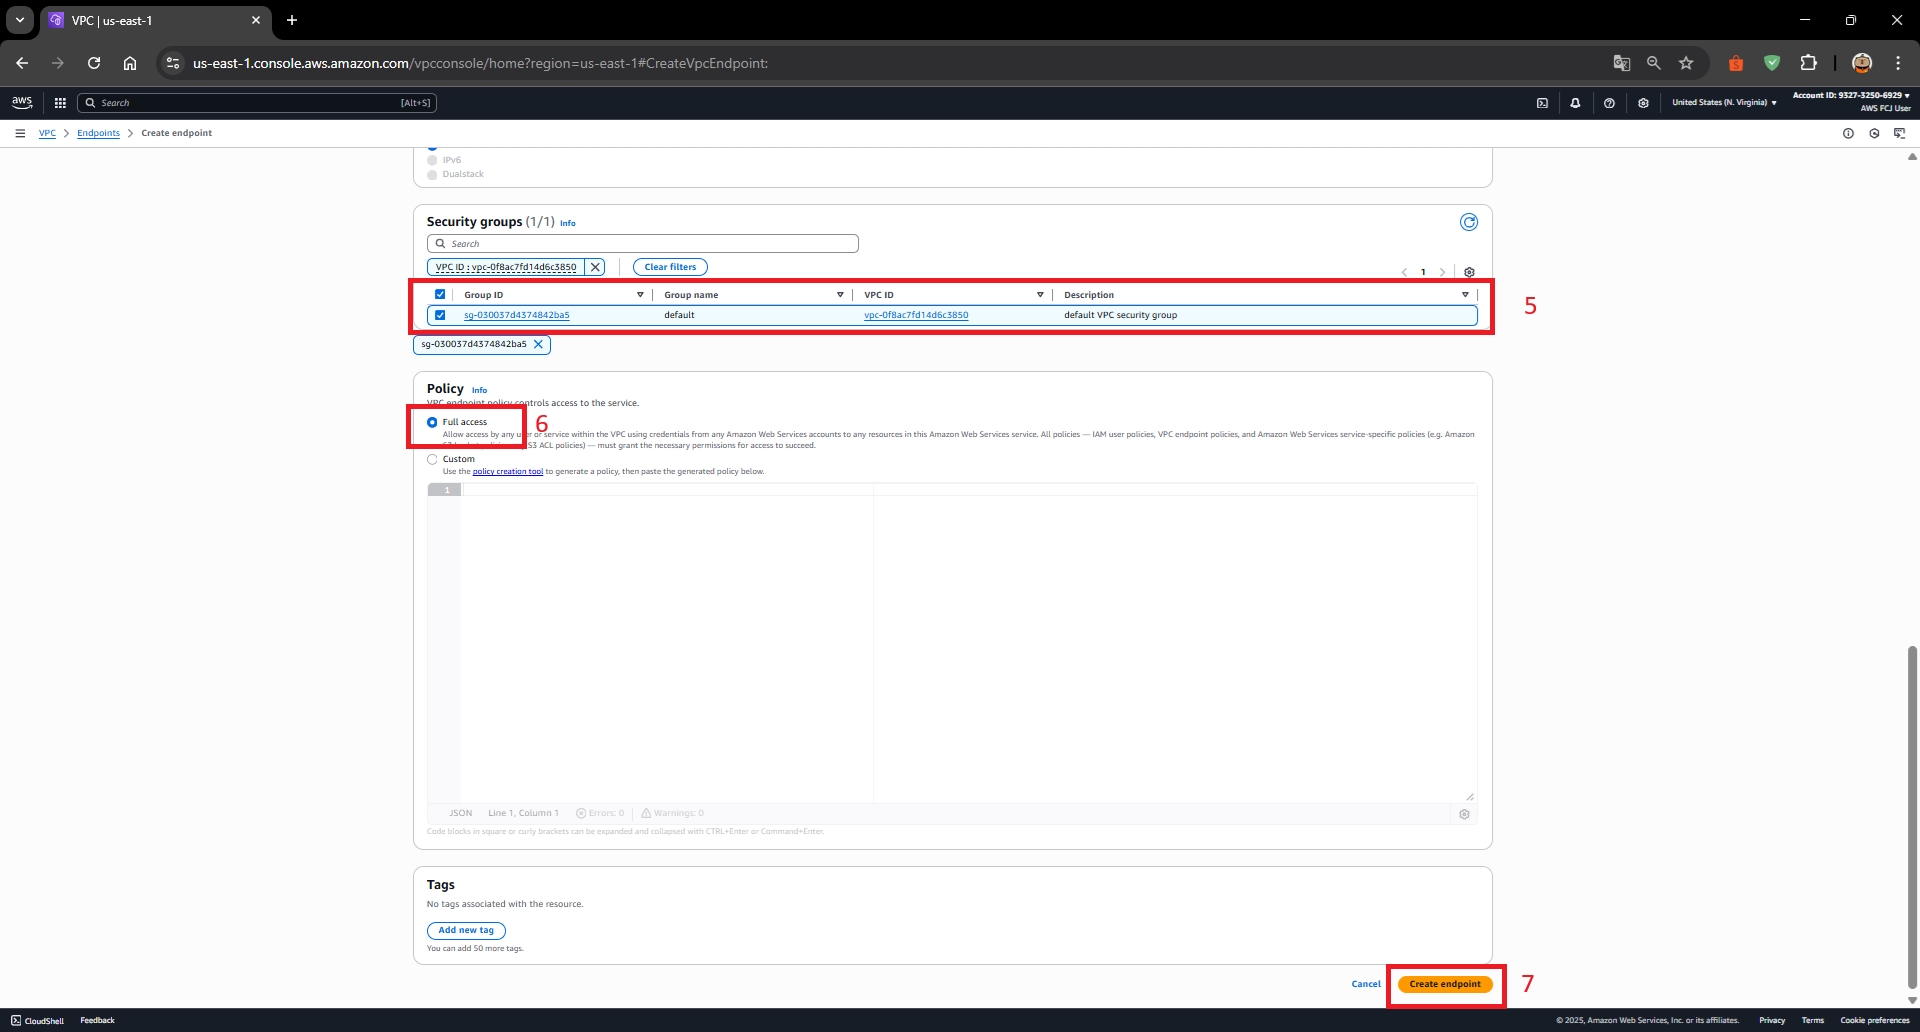 VPC | us-east-1
us-east-1.console.aws.amazon.com/vpcconsole/home?region=us-east-1#CreateVpcEndpoint:
aws
Search [Alt+S]
United States (N. Virginia)
Account ID: 9327-3250-6929
AWS FCJ User
VPC > Endpoints > Create endpoint
IPv6
Dualstack
Security groups (1/1) Info
Search
VPC ID : vpc-0f8ac7fd14d6c3850
Clear filters
1
Group ID Group name VPC ID Description
sg-030037d4374842ba5 default vpc-0f8ac7fd14d6c3850 default VPC security group
5
sg-030037d4374842ba5
Policy Info
VPC endpoint policy controls access to the service.
Full access
6
Allow access by any user or service within the VPC using credentials from any Amazon Web Services accounts to any resources in this Amazon Web Services service. All policies — IAM user policies, VPC endpoint policies, and Amazon Web Services service-specific policies (e.g. Amazon
S3 ACL policies) — must grant the necessary permissions for access to succeed.
Custom
Use the policy creation tool to generate a policy, then paste the generated policy below.
1
JSON Line 1, Column 1 Errors: 0 Warnings: 0
Code blocks in square or curly brackets can be expanded and collapsed with CTRL+Enter or Command+Enter.
Tags
No tags associated with the resource.
Add new tag
You can add 50 more tags.
Cancel Create endpoint
7
CloudShell Feedback
© 2025, Amazon Web Services, Inc. or its affiliates. Privacy Terms Cookie preferences